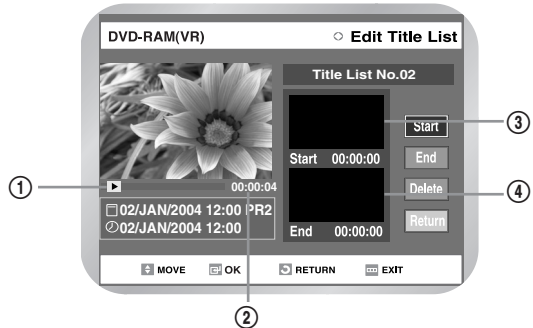 DVD-RAM(VR) Edit Title List
Title List No.02
Start 00:00:00
00:00:04
End 00:00:00
02/JAN/2004 12:00 PR2
02/JAN/2004 12:00
Start
End
Delete
Return
MOVE OK RETURN EXIT
①
②
③
④